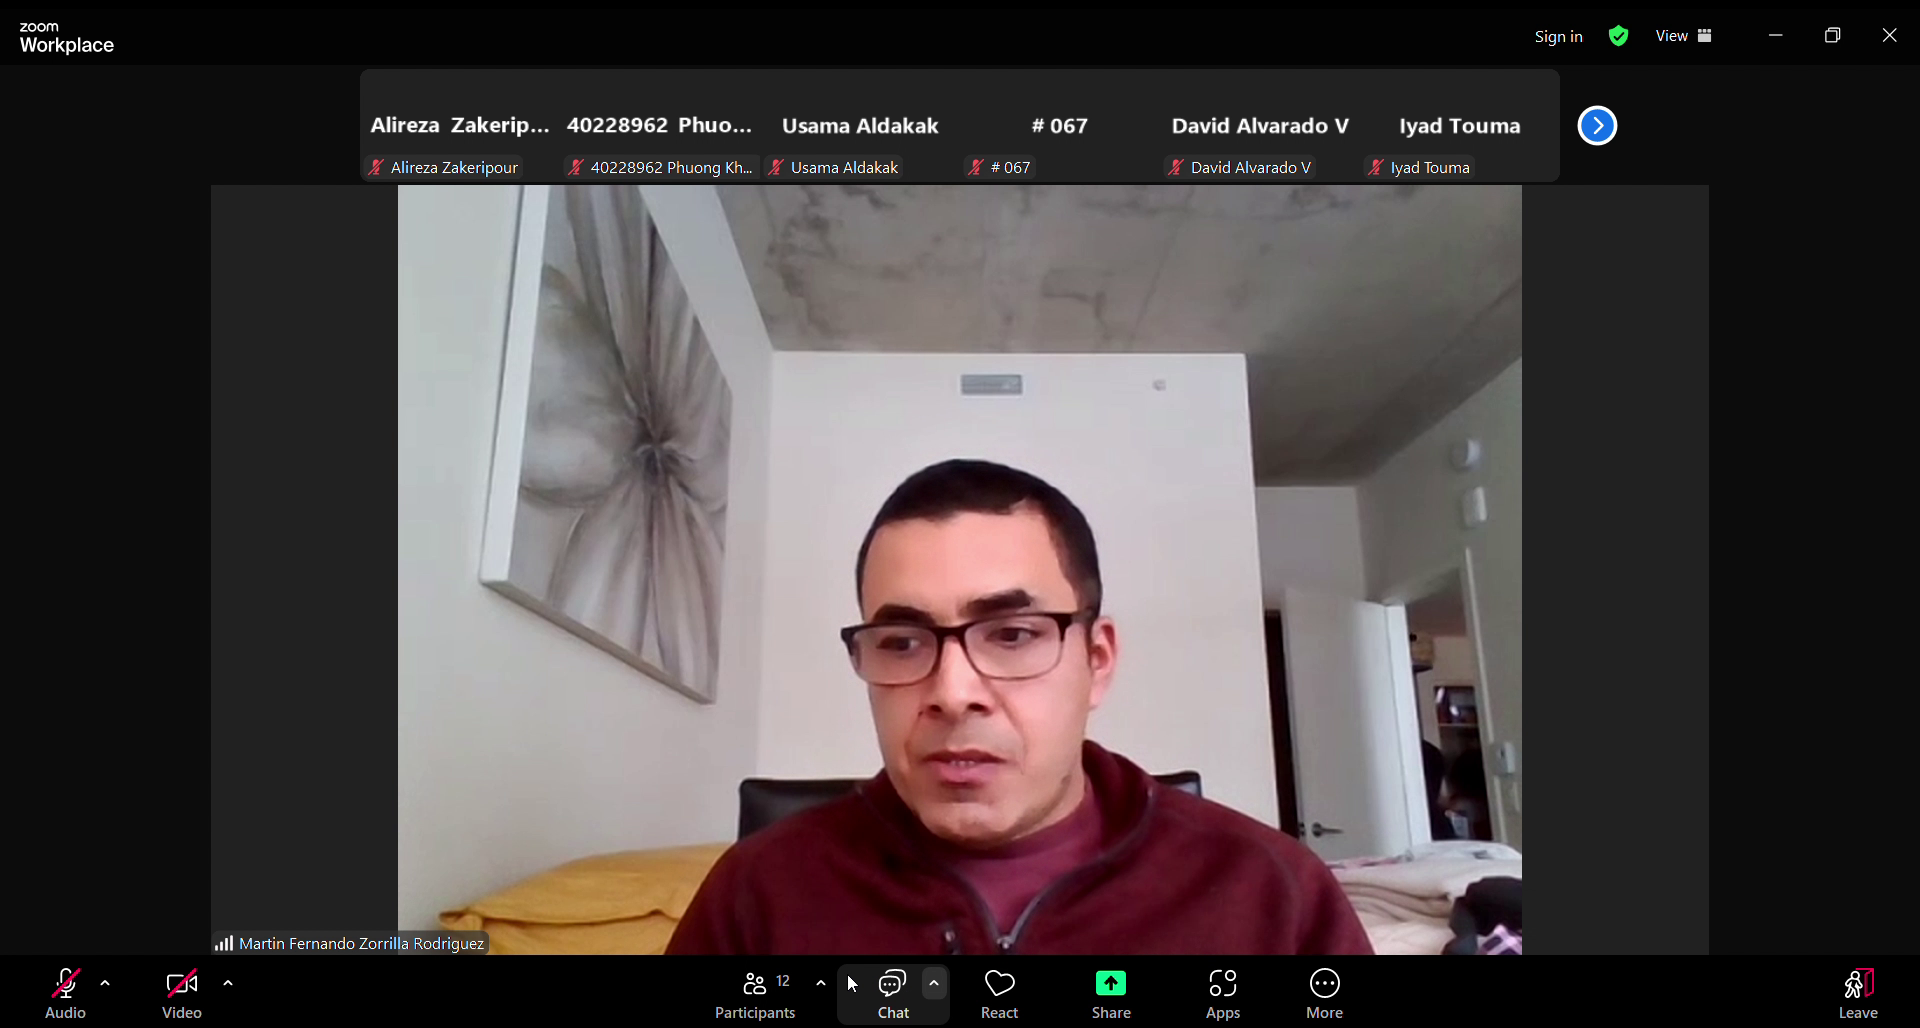 zoom
Workplace
Sign in
View
Alireza Zakerip...
40228962 Phuo...
Usama Aldakak
# 067
David Alvarado V
Iyad Touma
Alireza Zakeripour
40228962 Phuong Kh...
Usama Aldakak
# 067
David Alvarado V
Iyad Touma
Martin Fernando Zorrilla Rodriguez
12
Audio
Video
Participants
Chat
React
Share
Apps
More
Leave